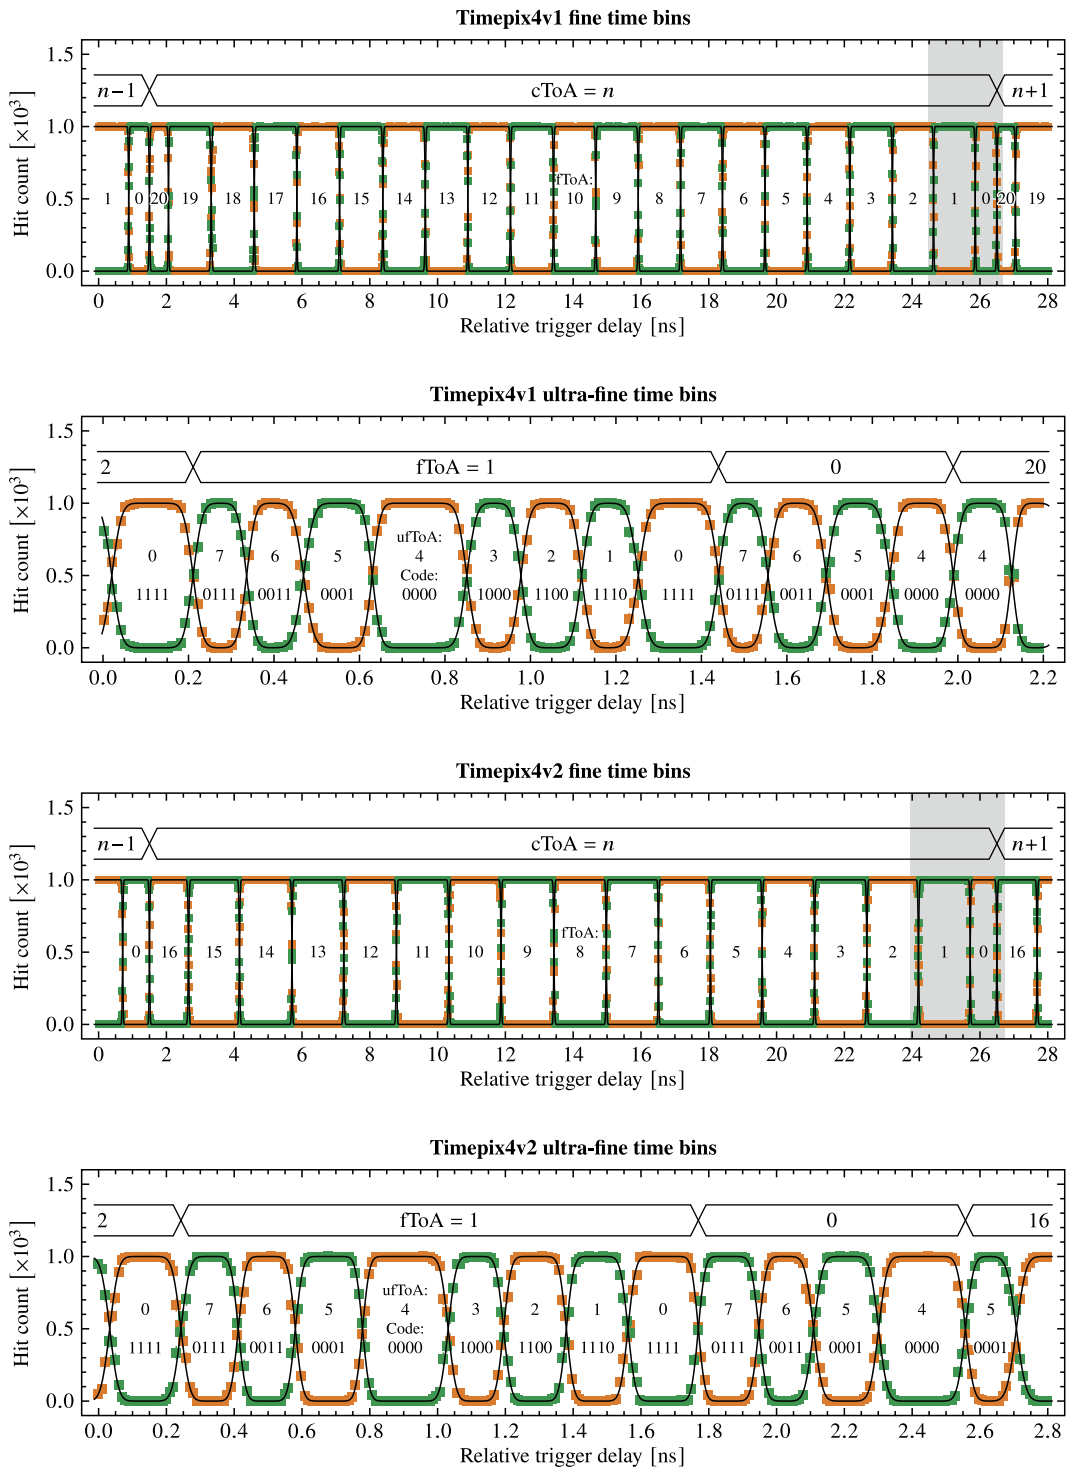 Timepix4v1 fine time bins
1.5
n−1 cToA = n n+1
1.0
fToA:
0.5 1 0 20 19 18 17 16 15 14 13 12 11 10 9 8 7 6 5 4 3 2 1 0 20 19
0.0
Hit count [×10³]
0 2 4 6 8 10 12 14 16 18 20 22 24 26 28
Relative trigger delay [ns]
Timepix4v1 ultra-fine time bins
1.5
2 fToA = 1 0 20
1.0
ufToA:
0 7 6 5 4 3 2 1 0 7 6 5 4 4
0.5 Code:
1111 0111 0011 0001 0000 1000 1100 1110 1111 0111 0011 0001 0000 0000
0.0
Hit count [×10³]
0.0 0.2 0.4 0.6 0.8 1.0 1.2 1.4 1.6 1.8 2.0 2.2
Relative trigger delay [ns]
Timepix4v2 fine time bins
1.5
n−1 cToA = n n+1
1.0
fToA:
0.5 0 16 15 14 13 12 11 10 9 8 7 6 5 4 3 2 1 0 16
0.0
Hit count [×10³]
0 2 4 6 8 10 12 14 16 18 20 22 24 26 28
Relative trigger delay [ns]
Timepix4v2 ultra-fine time bins
1.5
2 fToA = 1 0 16
1.0
ufToA:
0 7 6 5 4 3 2 1 0 7 6 5 4 5
0.5 Code:
1111 0111 0011 0001 0000 1000 1100 1110 1111 0111 0011 0001 0000 0001
0.0
Hit count [×10³]
0.0 0.2 0.4 0.6 0.8 1.0 1.2 1.4 1.6 1.8 2.0 2.2 2.4 2.6 2.8
Relative trigger delay [ns]